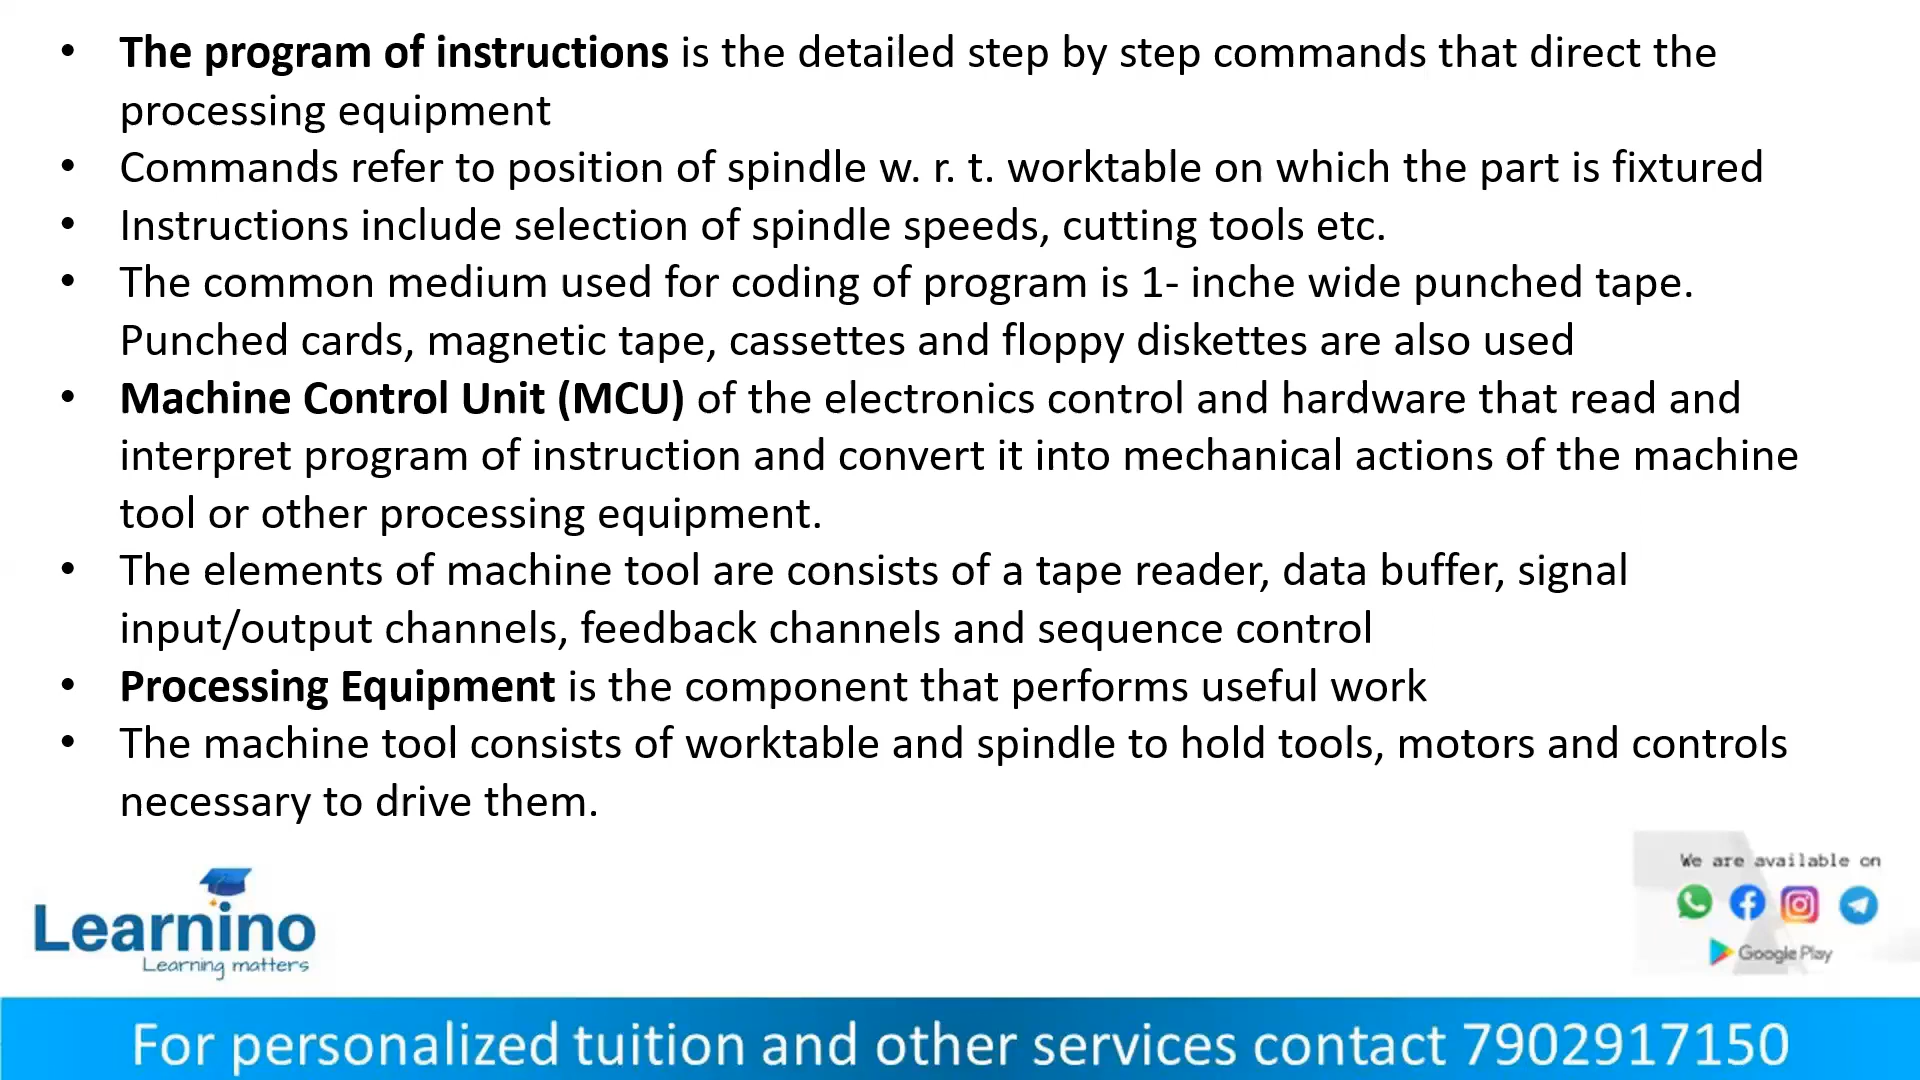 • The program of instructions is the detailed step by step commands that direct the
processing equipment
• Commands refer to position of spindle w. r. t. worktable on which the part is fixtured
• Instructions include selection of spindle speeds, cutting tools etc.
• The common medium used for coding of program is 1- inche wide punched tape.
Punched cards, magnetic tape, cassettes and floppy diskettes are also used
• Machine Control Unit (MCU) of the electronics control and hardware that read and
interpret program of instruction and convert it into mechanical actions of the machine
tool or other processing equipment.
• The elements of machine tool are consists of a tape reader, data buffer, signal
input/output channels, feedback channels and sequence control
• Processing Equipment is the component that performs useful work
• The machine tool consists of worktable and spindle to hold tools, motors and controls
necessary to drive them.
Learnino
Learning matters
We are available on
Google Play
For personalized tuition and other services contact 7902917150